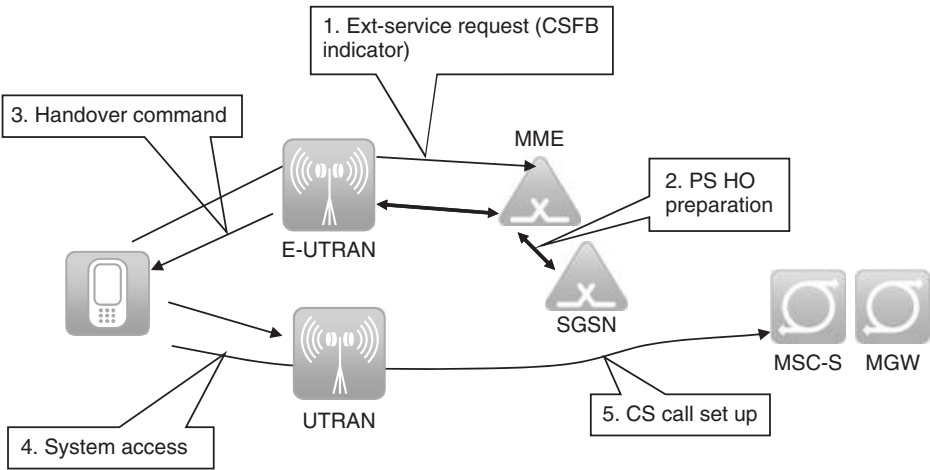 1. Ext-service request (CSFB
indicator)
3. Handover command
MME
2. PS HO
preparation
E-UTRAN
SGSN
MSC-S
MGW
UTRAN
5. CS call set up
4. System access